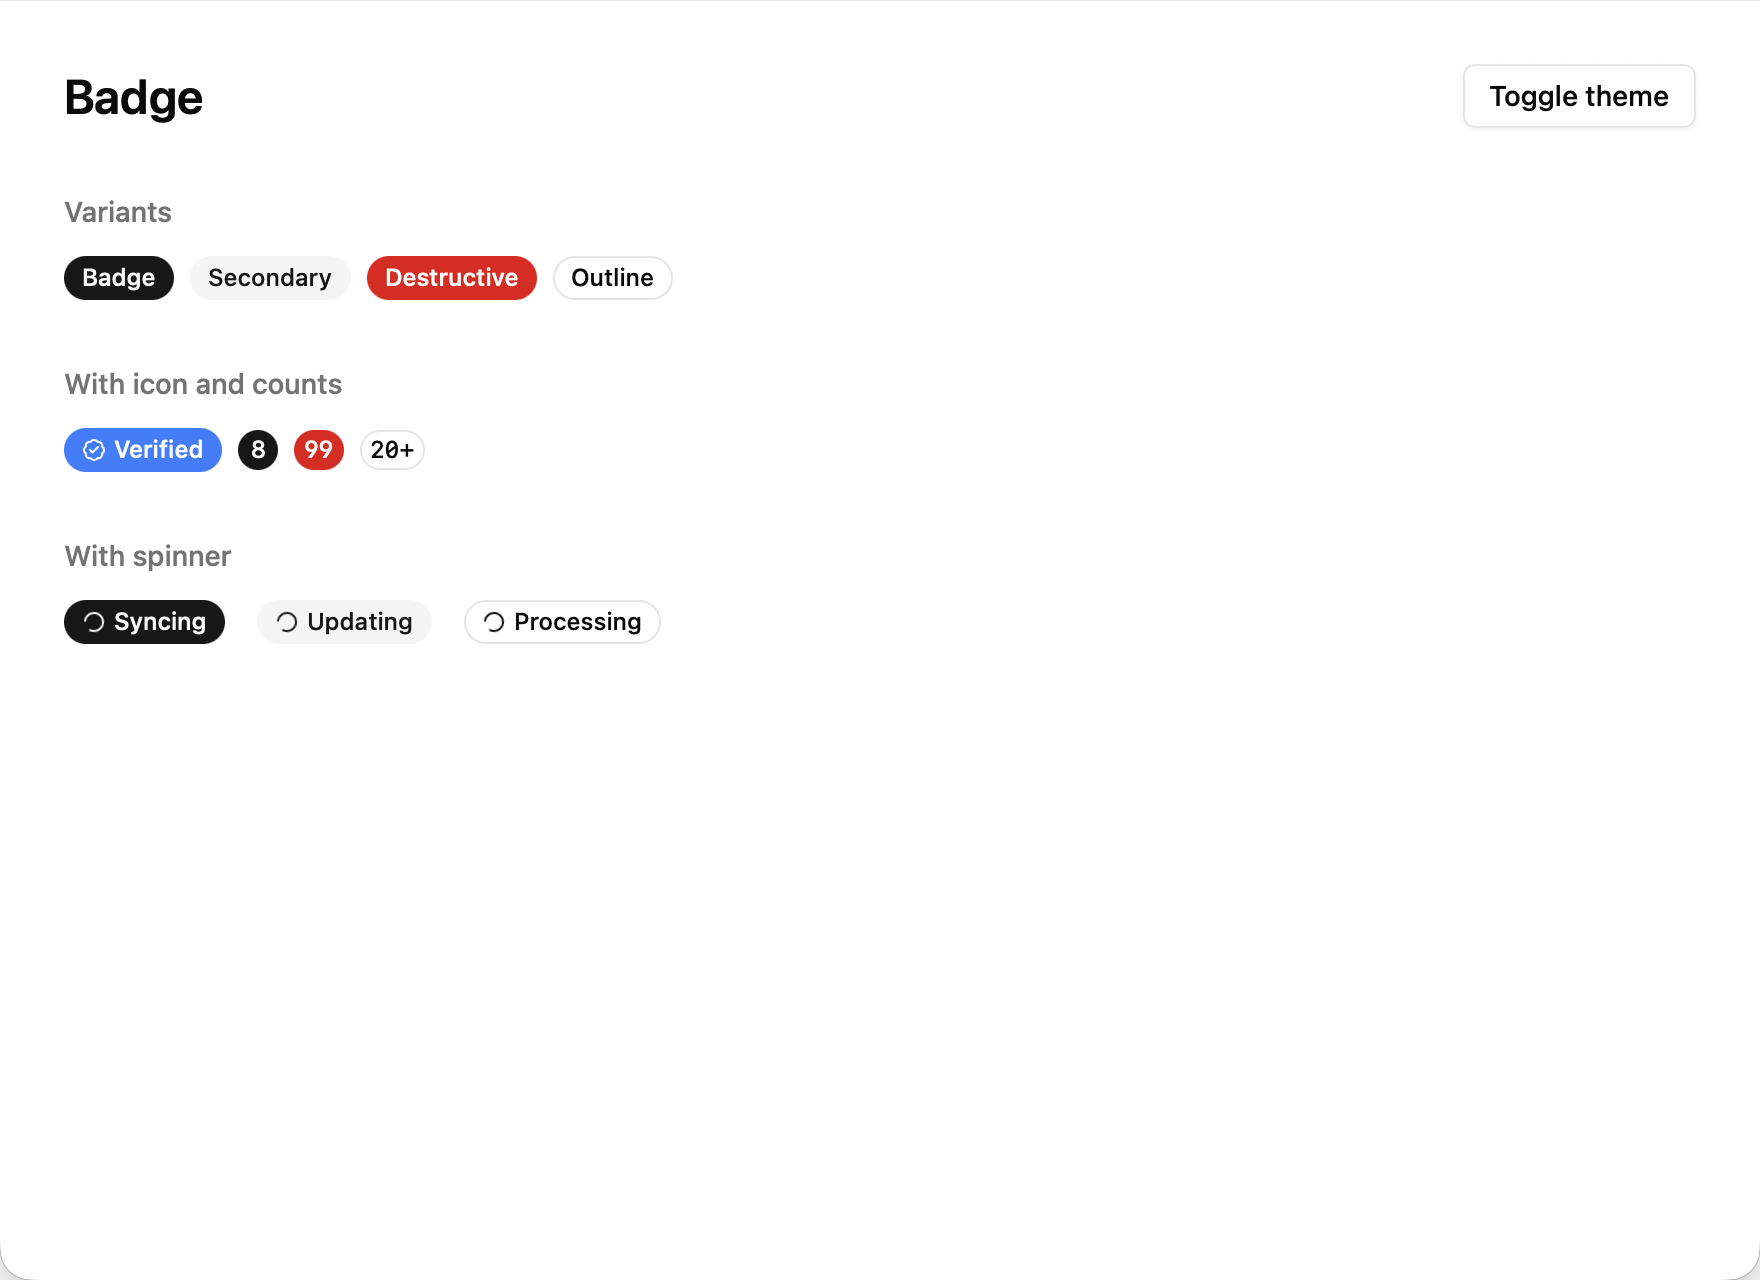 Badge
Toggle theme
Variants
Badge Secondary Destructive Outline
With icon and counts
Verified 8 99 20+
With spinner
Syncing Updating Processing